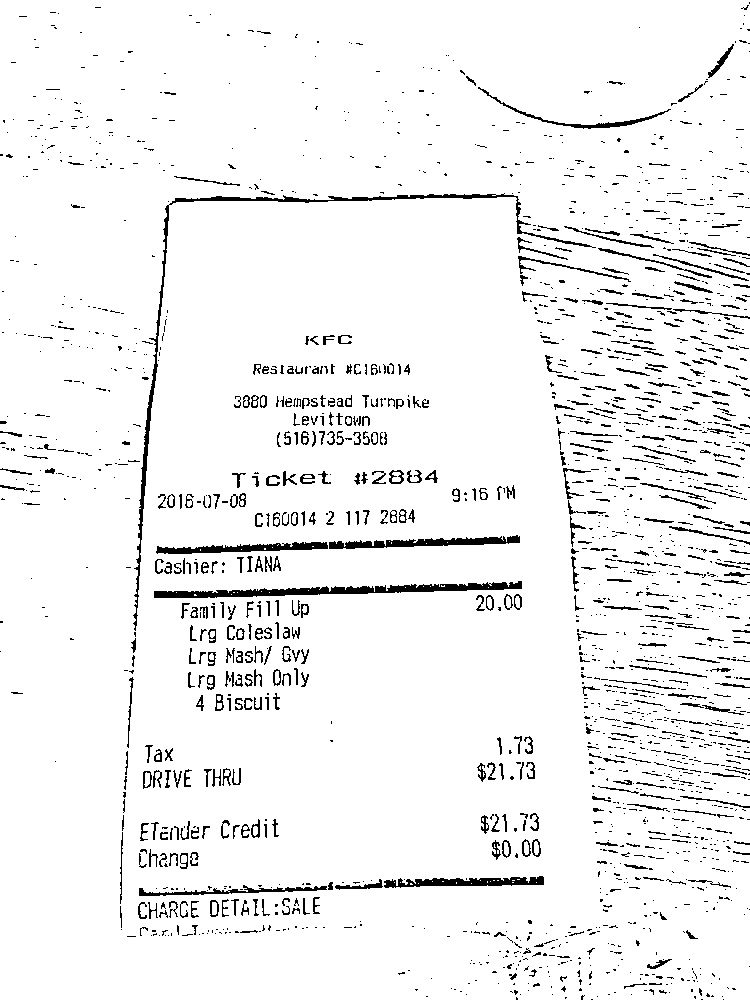 KFC
Restaurant #C160014
3880 Hempstead Turnpike
Levittown
(516)735-3508
Ticket #2884
2016-07-08 9:16 PM
C160014 2 117 2884
Cashier: TIANA
Family Fill Up 20.00
Lrg Coleslaw
Lrg Mash/ Gvy
Lrg Mash Only
4 Biscuit
Tax 1.73
DRIVE THRU $21.73
ETender Credit $21.73
Change $0.00
CHARGE DETAIL:SALE